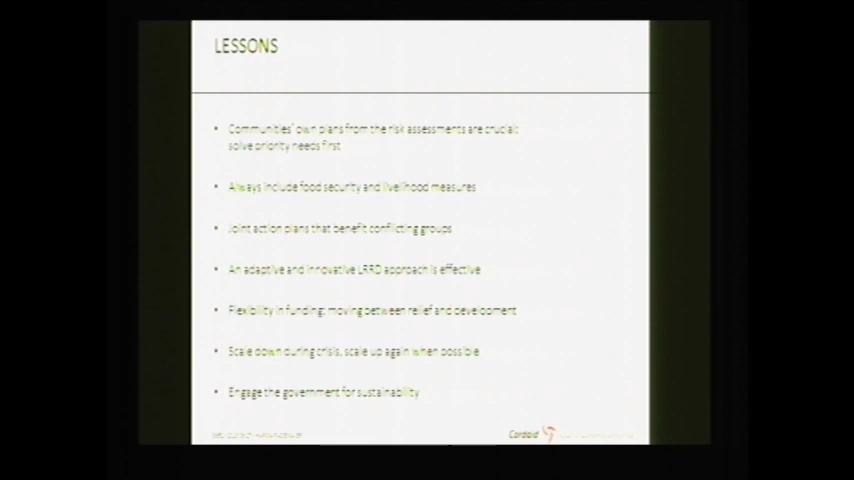 LESSONS
• Communities' own plans from the risk assessments are crucial:
solve priority needs first
• Always include food security and livelihood measures
• Joint action plans that benefit conflicting groups
• An adaptive and innovative LRRD approach is effective
• Flexibility in funding: moving between relief and development
• Scale down during crisis, scale up again when possible
• Engage the government for sustainability
Cordaid